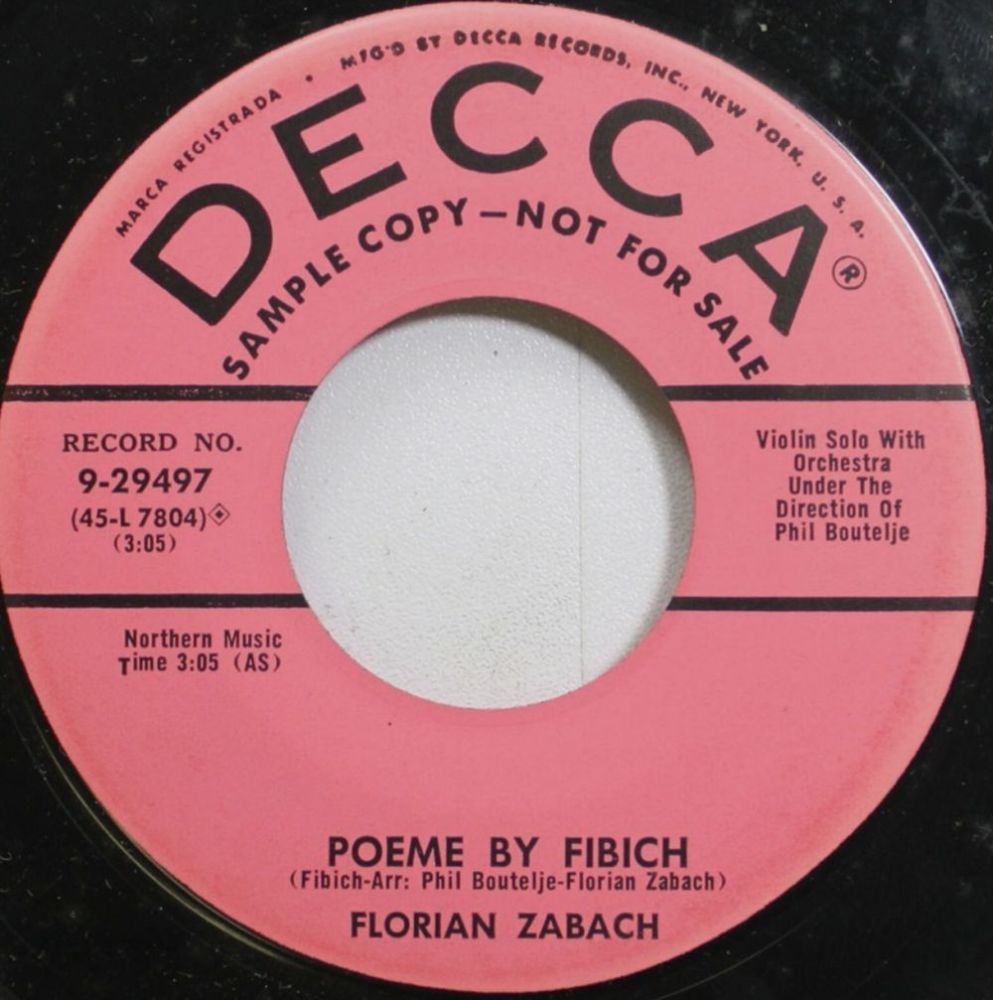 MARCA REGISTRADA • MFG'D BY DECCA RECORDS, INC., NEW YORK, U. S. A.
DECCA®
SAMPLE COPY—NOT FOR SALE
RECORD NO.
9-29497
(45-L 7804)
(3:05)
Violin Solo With
Orchestra
Under The
Direction Of
Phil Boutelje
Northern Music
Time 3:05 (AS)
POEME BY FIBICH
(Fibich-Arr: Phil Boutelje-Florian Zabach)
FLORIAN ZABACH